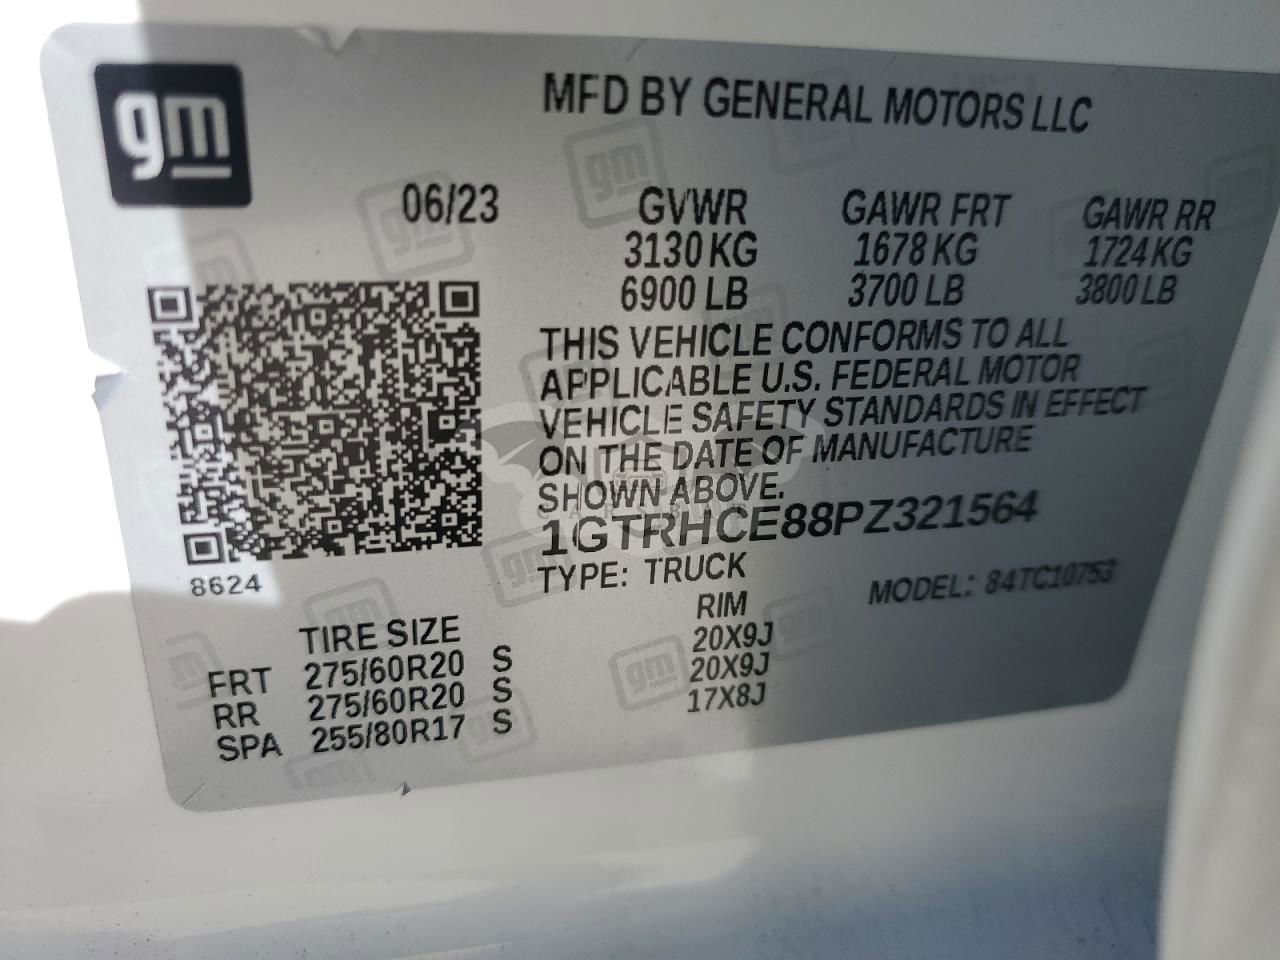 gm
MFD BY GENERAL MOTORS LLC
06/23
GVWR GAWR FRT GAWR RR
3130 KG 1678 KG 1724 KG
6900 LB 3700 LB 3800 LB
THIS VEHICLE CONFORMS TO ALL
APPLICABLE U.S. FEDERAL MOTOR
VEHICLE SAFETY STANDARDS IN EFFECT
ON THE DATE OF MANUFACTURE
SHOWN ABOVE.
1GTRHCE88PZ321564
8624
TYPE: TRUCK MODEL: 84TC10753
TIRE SIZE RIM
FRT 275/60R20 S 20X9J
RR 275/60R20 S 20X9J
SPA 255/80R17 S 17X8J